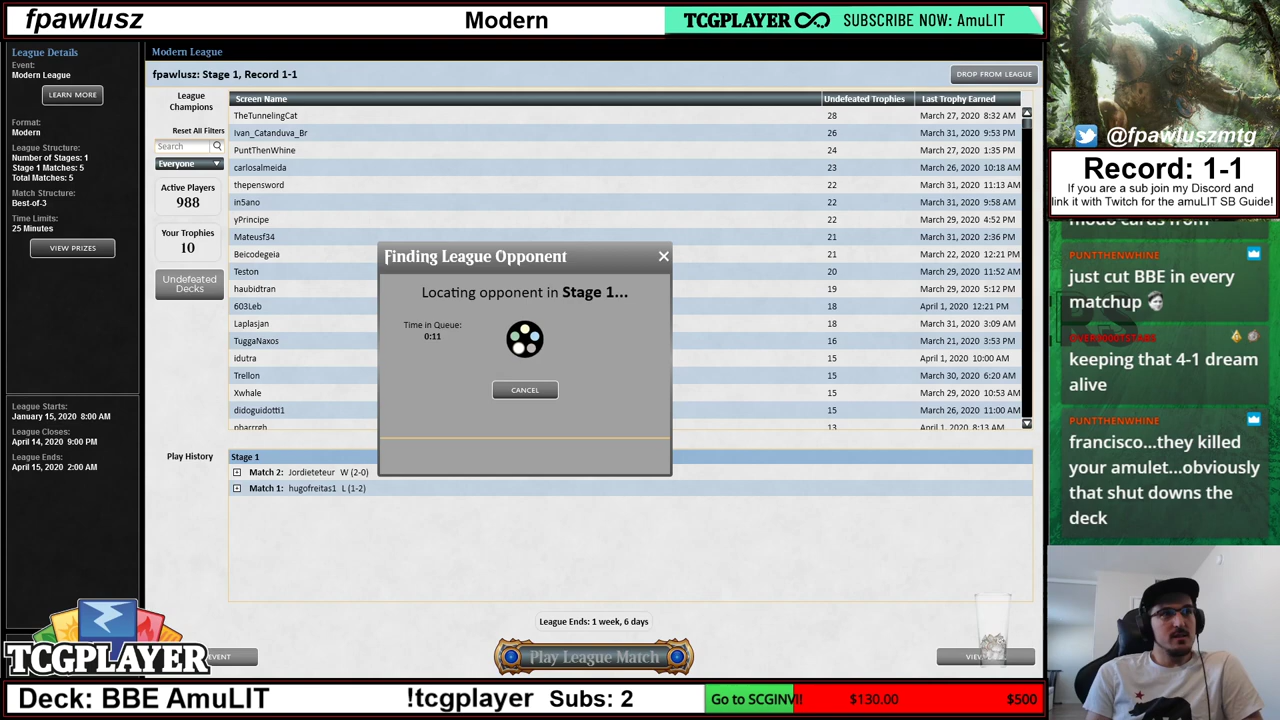 fpawlusz
Modern
TCGPLAYER SUBSCRIBE NOW: AmuLIT
League Details
Event:
Modern League
LEARN MORE
Format:
Modern
League Structure:
Number of Stages: 1
Stage 1 Matches: 5
Total Matches: 5
Match Structure:
Best-of-3
Time Limits:
25 Minutes
VIEW PRIZES
League Starts:
January 15, 2020 8:00 AM
League Closes:
April 14, 2020 9:00 PM
League Ends:
April 15, 2020 2:00 AM
Modern League
fpawlusz: Stage 1, Record 1-1
DROP FROM LEAGUE
League
Champions
Reset All Filters
Search
Everyone
Active Players
988
Your Trophies
10
Undefeated
Decks
Screen Name Undefeated Trophies Last Trophy Earned
TheTunnelingCat 28 March 27, 2020 8:32 AM
Ivan_Catanduva_Br 26 March 31, 2020 9:53 PM
PuntThenWhine 24 March 27, 2020 1:35 PM
carlosalmeida 23 March 26, 2020 10:18 AM
thepensword 22 March 31, 2020 11:13 AM
in5ano 22 March 31, 2020 9:58 AM
yPrincipe 22 March 29, 2020 4:52 PM
Mateusf34 21 March 31, 2020 2:36 PM
Beicodegeia 21 March 22, 2020 12:21 PM
Teston 20 March 29, 2020 11:52 AM
haubidtran 19 March 29, 2020 5:12 PM
603Leb 18 April 1, 2020 12:21 PM
Laplasjan 18 March 31, 2020 3:09 AM
TuggaNaxos 16 March 21, 2020 3:53 PM
idutra 15 April 1, 2020 10:00 AM
Trellon 15 March 30, 2020 6:20 AM
Xwhale 15 March 29, 2020 10:53 AM
didoguidotti1 15 March 26, 2020 11:00 AM
pharrrgh 13 April 1, 2020 8:13 AM
Finding League Opponent
Locating opponent in Stage 1...
Time in Queue:
0:11
CANCEL
Play History
Stage 1
Match 2: Jordieteteur W (2-0)
Match 1: hugofreitas1 L (1-2)
League Ends: 1 week, 6 days
Play League Match
EVENT
VIEW
TCGPLAYER
@fpawluszmtg
Record: 1-1
If you are a sub join my Discord and
link it with Twitch for the amuLIT SB Guide!
modo cards from
PUNTTHENWHINE
just cut BBE in every
matchup
keeping that 4-1 dream
alive
PUNTTHENWHINE
francisco...they killed
your amulet...obviously
that shut downs the
deck
Deck: BBE AmuLIT
!tcgplayer Subs: 2
Go to SCGINVI! $130.00 $500